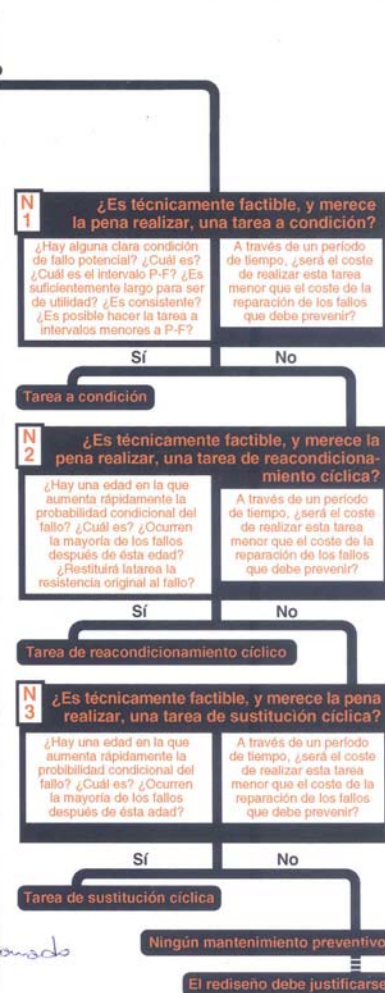 N
1
¿Es técnicamente factible, y merece
la pena realizar, una tarea a condición?
¿Hay alguna clara condición
de fallo potencial? ¿Cuál es?
¿Cuál es el intervalo P-F? ¿Es
suficientemente largo para ser
de utilidad? ¿Es consistente?
¿Es posible hacer la tarea a
intervalos menores a P-F?
A través de un período
de tiempo, ¿será el coste
de realizar esta tarea
menor que el coste de la
reparación de los fallos
que debe prevenir?
Sí
No
Tarea a condición
N
2
¿Es técnicamente factible, y merece la
pena realizar, una tarea de reacondiciona-
miento cíclica?
¿Hay una edad en la que
aumenta rápidamente la
probabilidad condicional del
fallo? ¿Cuál es? ¿Ocurren
la mayoría de los fallos
después de ésta edad?
¿Restituirá latarea la
resistencia original al fallo?
A través de un período
de tiempo, ¿será el coste
de realizar esta tarea
menor que el coste de la
reparación de los fallos
que debe prevenir?
Sí
No
Tarea de reacondicionamiento cíclico
N
3
¿Es técnicamente factible, y merece la pena
realizar, una tarea de sustitución cíclica?
¿Hay una edad en la que
aumenta rápidamente la
probibilidad condicional del
fallo? ¿Cuál es? ¿Ocurren
la mayoría de los fallos
después de ésta adad?
A través de un período
de tiempo, ¿será el coste
de realizar esta tarea
menor que el coste de la
reparación de los fallos
que debe prevenir?
Sí
No
Tarea de sustitución cíclica
Ningún mantenimiento preventivo
El rediseño debe justificarse